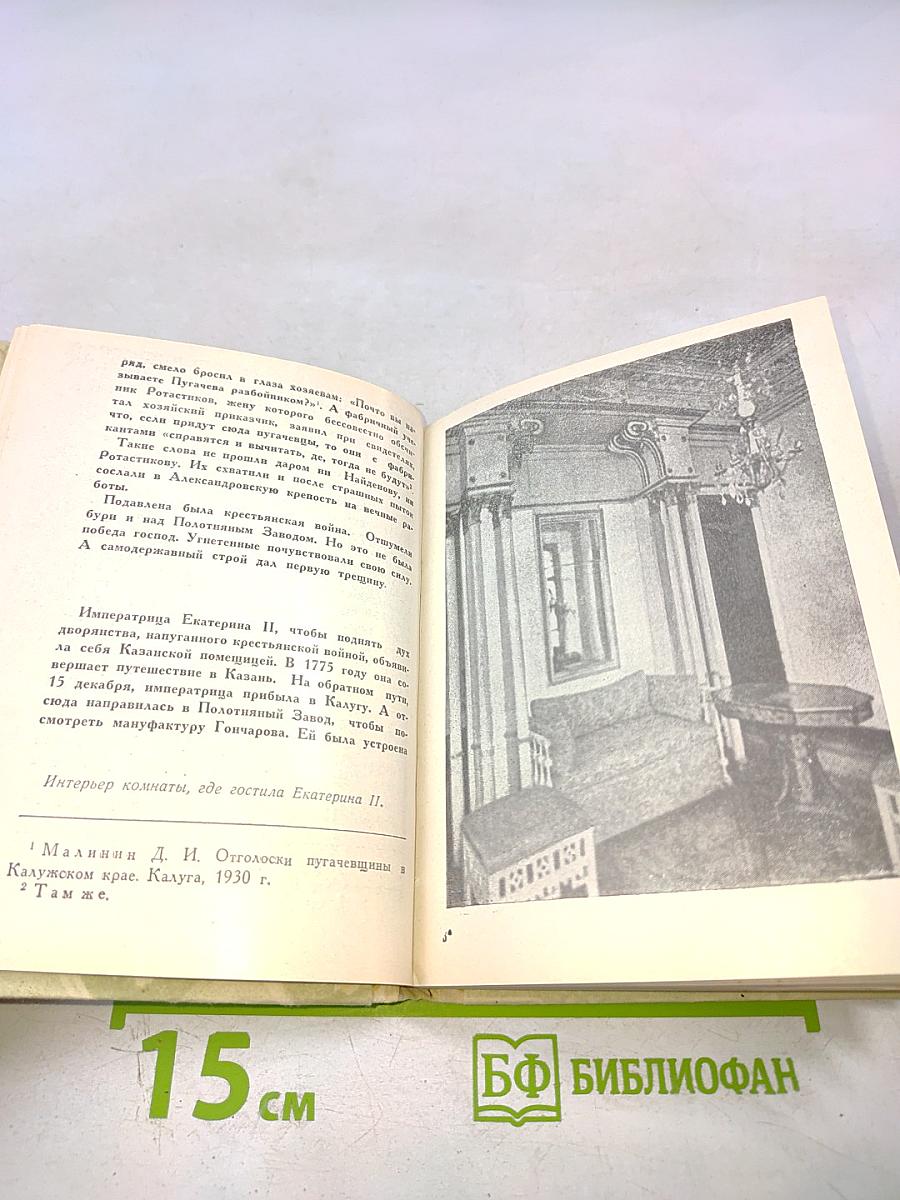 ряд, смело бросил в глаза хозяевам: «Почто вы на-
зываете Пугачева разбойником?»¹. А фабричный уче-
ник Ротастиков, жену которого бессовестно обсчи-
тал хозяйский приказчик, заявил при свидетелях,
что, если придут сюда пугачевцы, то они с фабри-
кантами «справятся и вычитать, де, тогда не будут»².
Такие слова не прошли даром ни Найденову, ни
Ротастикову. Их схватили и после страшных пыток
сослали в Александровскую крепость на вечные ра-
боты.
Подавлена была крестьянская война. Отшумели
бури и над Полотняным Заводом. Но это не была
победа господ. Угнетенные почувствовали свою силу.
А самодержавный строй дал первую трещину.
Императрица Екатерина II, чтобы поднять дух
дворянства, напуганного крестьянской войной, объяви-
ла себя Казанской помещицей. В 1775 году она со-
вершает путешествие в Казань. На обратном пути,
15 декабря, императрица прибыла в Калугу. А от-
сюда направилась в Полотняный Завод, чтобы по-
смотреть мануфактуру Гончарова. Ей была устроена
Интерьер комнаты, где гостила Екатерина II.
¹ Малинин Д. И. Отголоски пугачевщины в
Калужском крае. Калуга, 1930 г.
² Там же.
3*
15 см
БФ БИБЛИОФАН